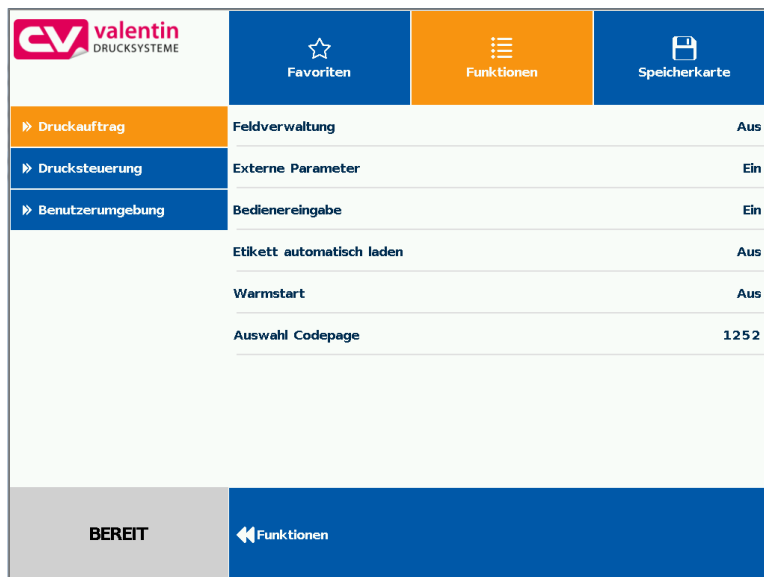 valentin
DRUCKSYSTEME
Favoriten
Funktionen
Speicherkarte
Druckauftrag
Drucksteuerung
Benutzerumgebung
Feldverwaltung Aus
Externe Parameter Ein
Bedienereingabe Ein
Etikett automatisch laden Aus
Warmstart Aus
Auswahl Codepage 1252
BEREIT
Funktionen